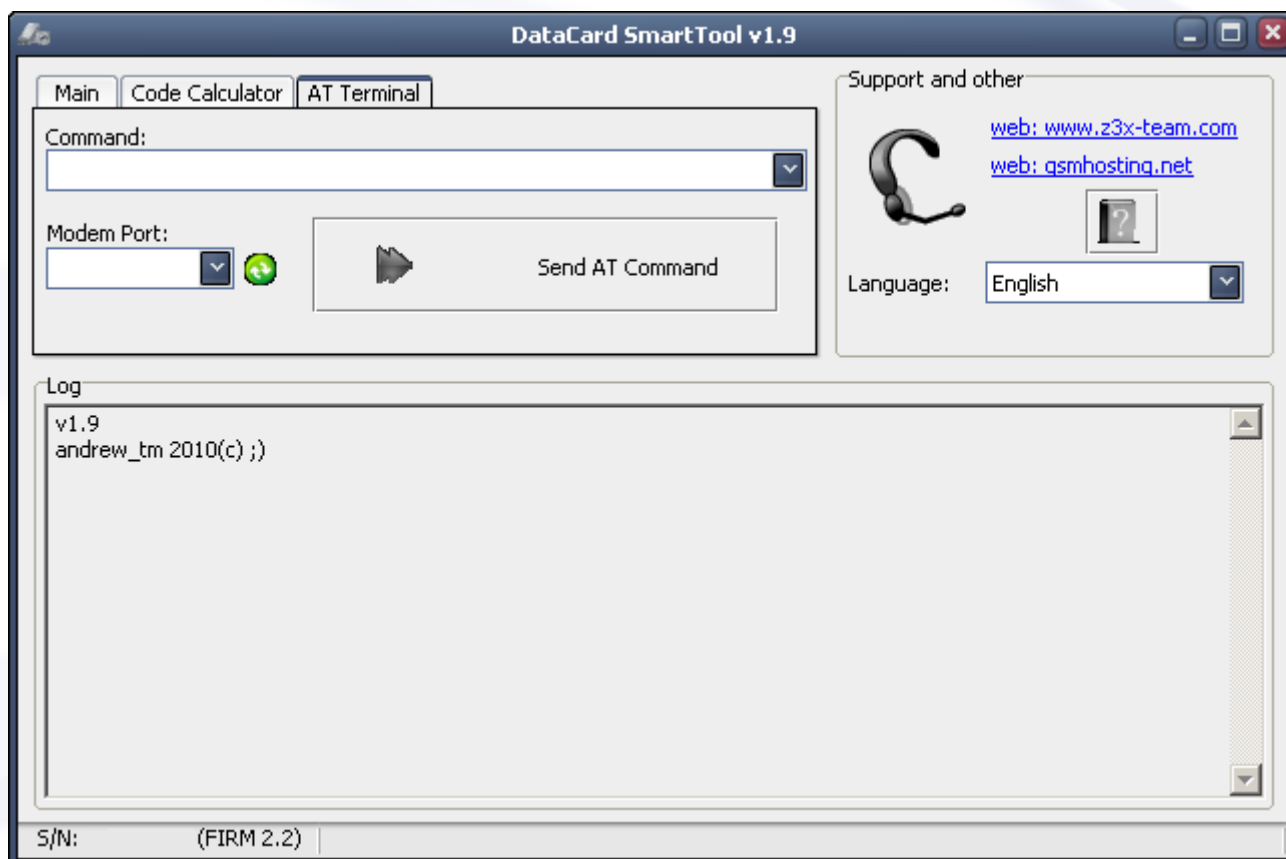 DataCard SmartTool v1.9
Main Code Calculator AT Terminal
Command:
Modem Port:
Send AT Command
Support and other
web: www.z3x-team.com
web: gsmhosting.net
?
Language: English
Log
v1.9
andrew_tm 2010(c) ;)
S/N: (FIRM 2.2)